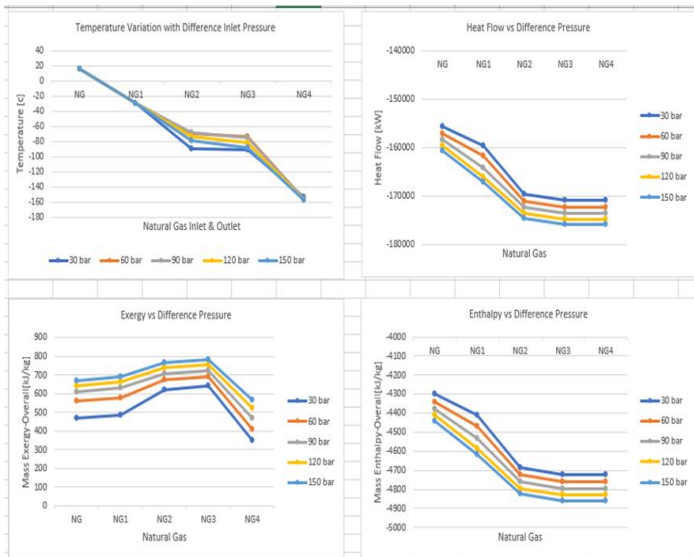 Temperature Variation with Difference Inlet Pressure
40
20
0
-20
-40
-60
-80
-100
-120
-140
-160
-180
NG NG1 NG2 NG3 NG4
Temperature [c]
Natural Gas Inlet & Outlet
30 bar 60 bar 90 bar 120 bar 150 bar
Heat Flow vs Difference Pressure
-140000
-150000
-160000
-170000
-180000
NG NG1 NG2 NG3 NG4
Heat Flow [kW]
Natural Gas
30 bar
60 bar
90 bar
120 bar
150 bar
Exergy vs Difference Pressure
900
800
700
600
500
400
300
200
100
0
NG NG1 NG2 NG3 NG4
Mass Exergy-Overall[kJ/kg]
Natural Gas
30 bar
60 bar
90 bar
120 bar
150 bar
Enthalpy vs Difference Pressure
-4000
-4100
-4200
-4300
-4400
-4500
-4600
-4700
-4800
-4900
-5000
NG NG1 NG2 NG3 NG4
Mass Enthalpy-Overall[kJ/kg]
Natural Gas
30 bar
60 bar
90 bar
120 bar
150 bar